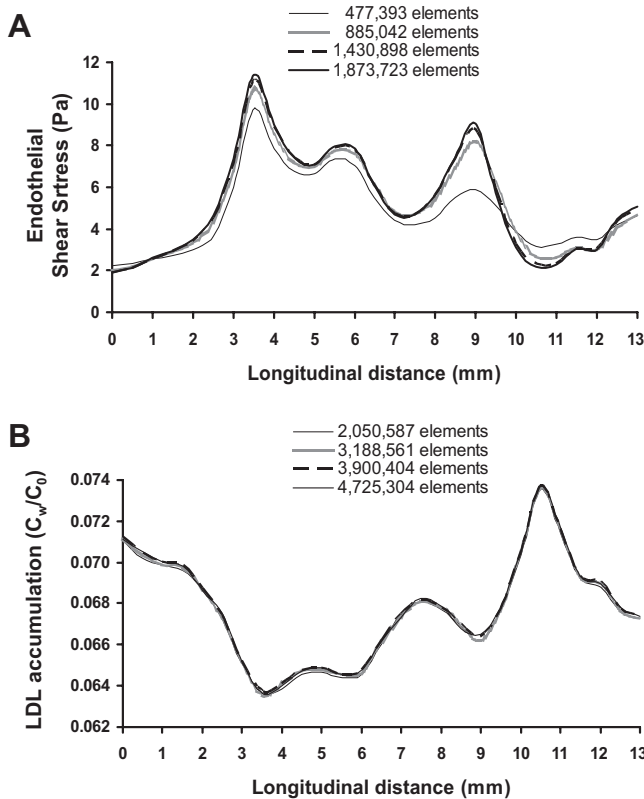 A
477,393 elements
885,042 elements
1,430,898 elements
1,873,723 elements
Endothelial
Shear Srtress (Pa)
12
10
8
6
4
2
0
0 1 2 3 4 5 6 7 8 9 10 11 12 13
Longitudinal distance (mm)
B
2,050,587 elements
3,188,561 elements
3,900,404 elements
4,725,304 elements
LDL accumulation (Cw/C0)
0.074
0.072
0.070
0.068
0.066
0.064
0.062
0 1 2 3 4 5 6 7 8 9 10 11 12 13
Longitudinal distance (mm)